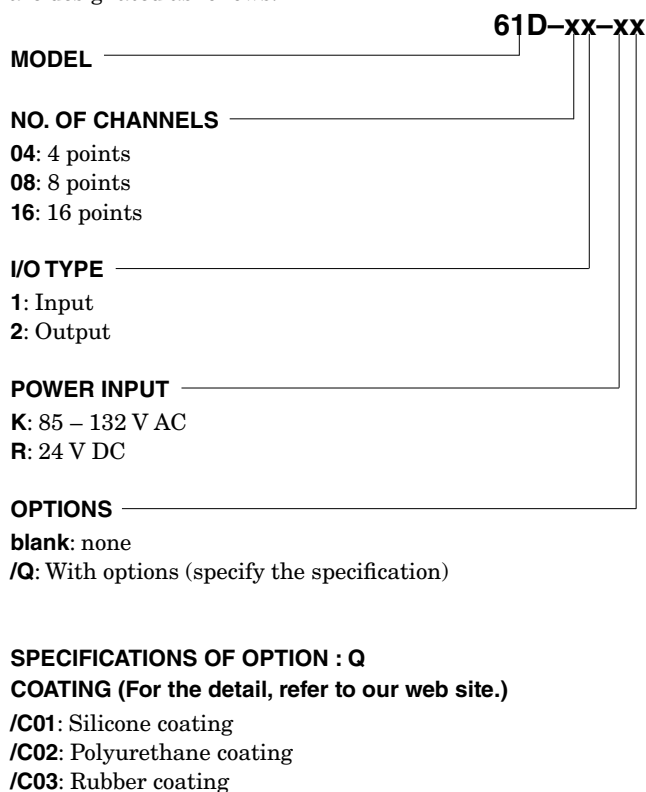 are designated as follows.
61D–xx–xx
MODEL
NO. OF CHANNELS
04: 4 points
08: 8 points
16: 16 points
I/O TYPE
1: Input
2: Output
POWER INPUT
K: 85 – 132 V AC
R: 24 V DC
OPTIONS
blank: none
/Q: With options (specify the specification)
SPECIFICATIONS OF OPTION : Q
COATING (For the detail, refer to our web site.)
/C01: Silicone coating
/C02: Polyurethane coating
/C03: Rubber coating